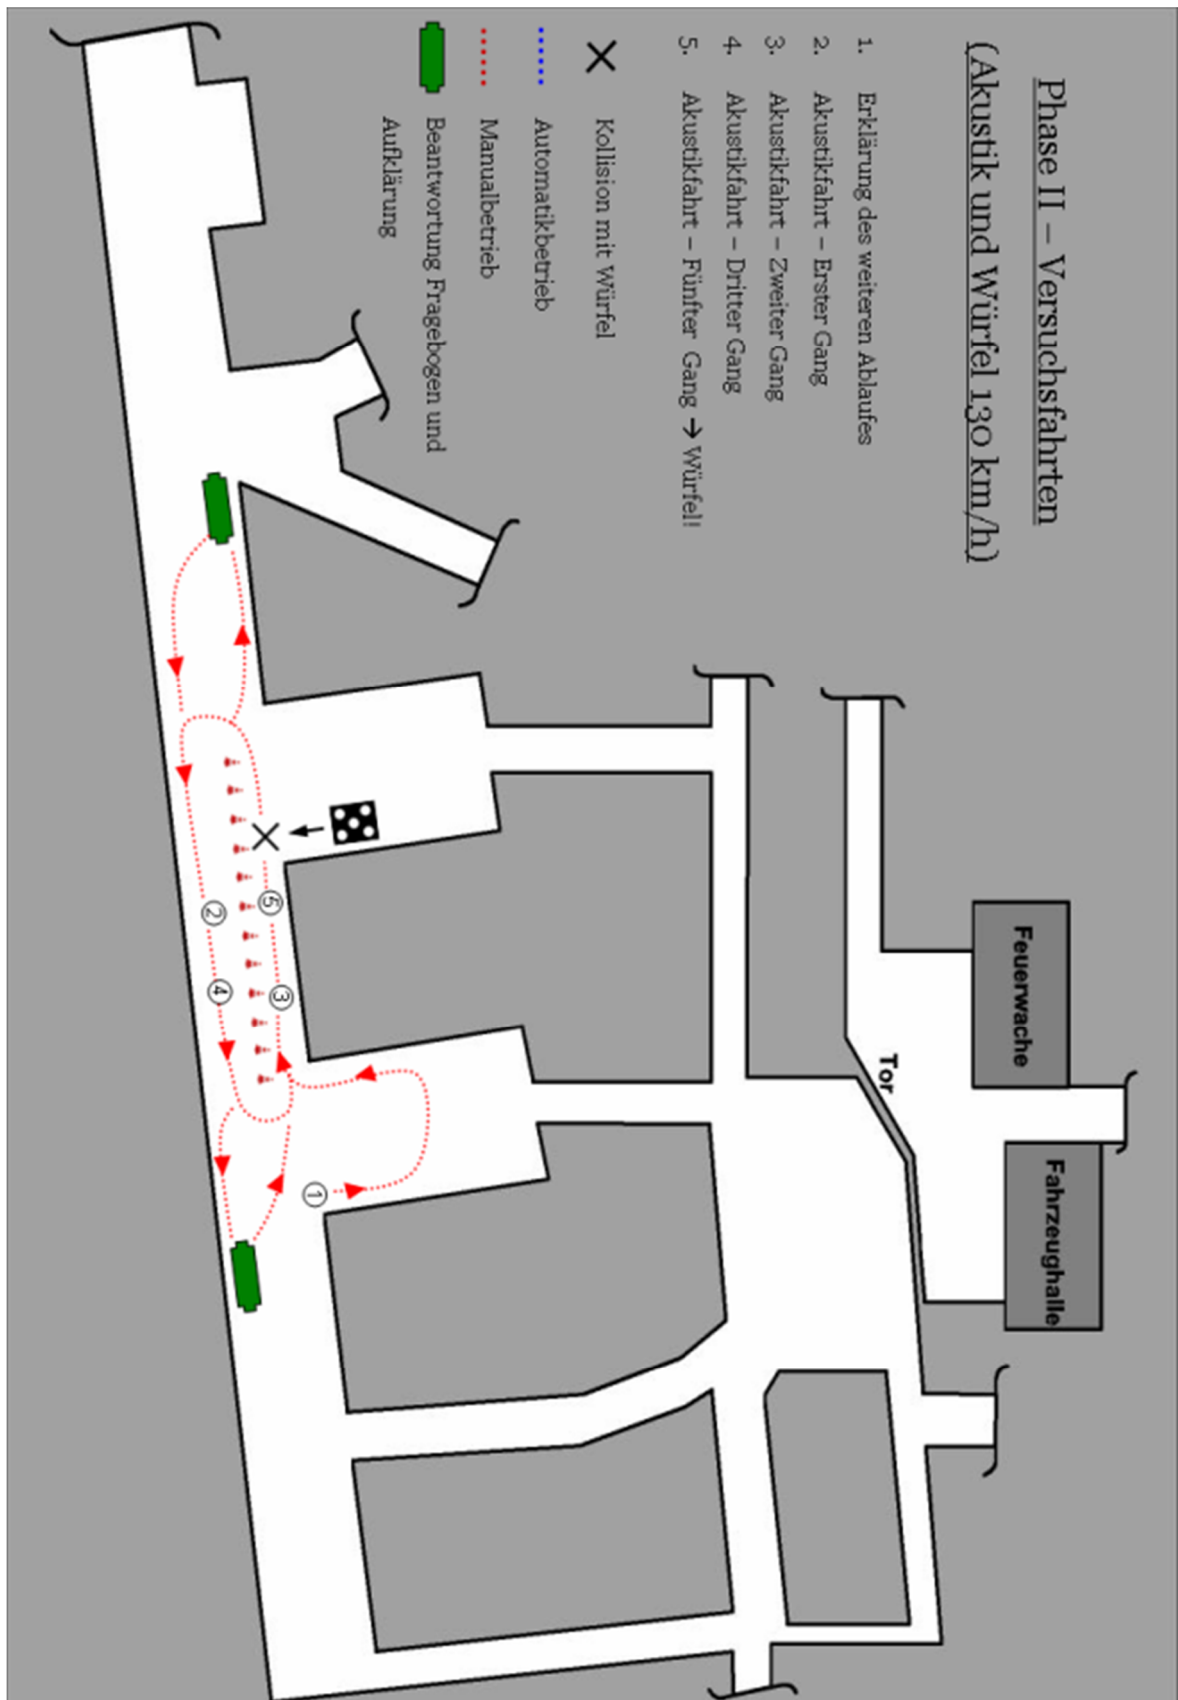 Phase II – Versuchsfahrten
(Akustik und Würfel 130 km/h)
1. Erklärung des weiteren Ablaufes
2. Akustikfahrt – Erster Gang
3. Akustikfahrt – Zweiter Gang
4. Akustikfahrt – Dritter Gang
5. Akustikfahrt – Fünfter Gang → Würfel!
Kollision mit Würfel
Automatikbetrieb
Manualbetrieb
Beantwortung Fragebogen und
Aufklärung
Feuerwache
Tor
Fahrzeughalle
5
3
2
4
1